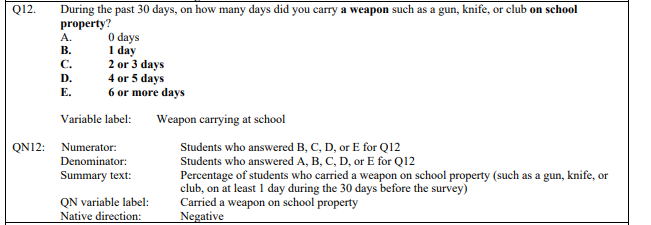 Q12. During the past 30 days, on how many days did you carry a weapon such as a gun, knife, or club on school
property?
A. 0 days
B. 1 day
C. 2 or 3 days
D. 4 or 5 days
E. 6 or more days
Variable label: Weapon carrying at school
QN12: Numerator: Students who answered B, C, D, or E for Q12
Denominator: Students who answered A, B, C, D, or E for Q12
Summary text: Percentage of students who carried a weapon on school property (such as a gun, knife, or
club, on at least 1 day during the 30 days before the survey)
QN variable label: Carried a weapon on school property
Native direction: Negative